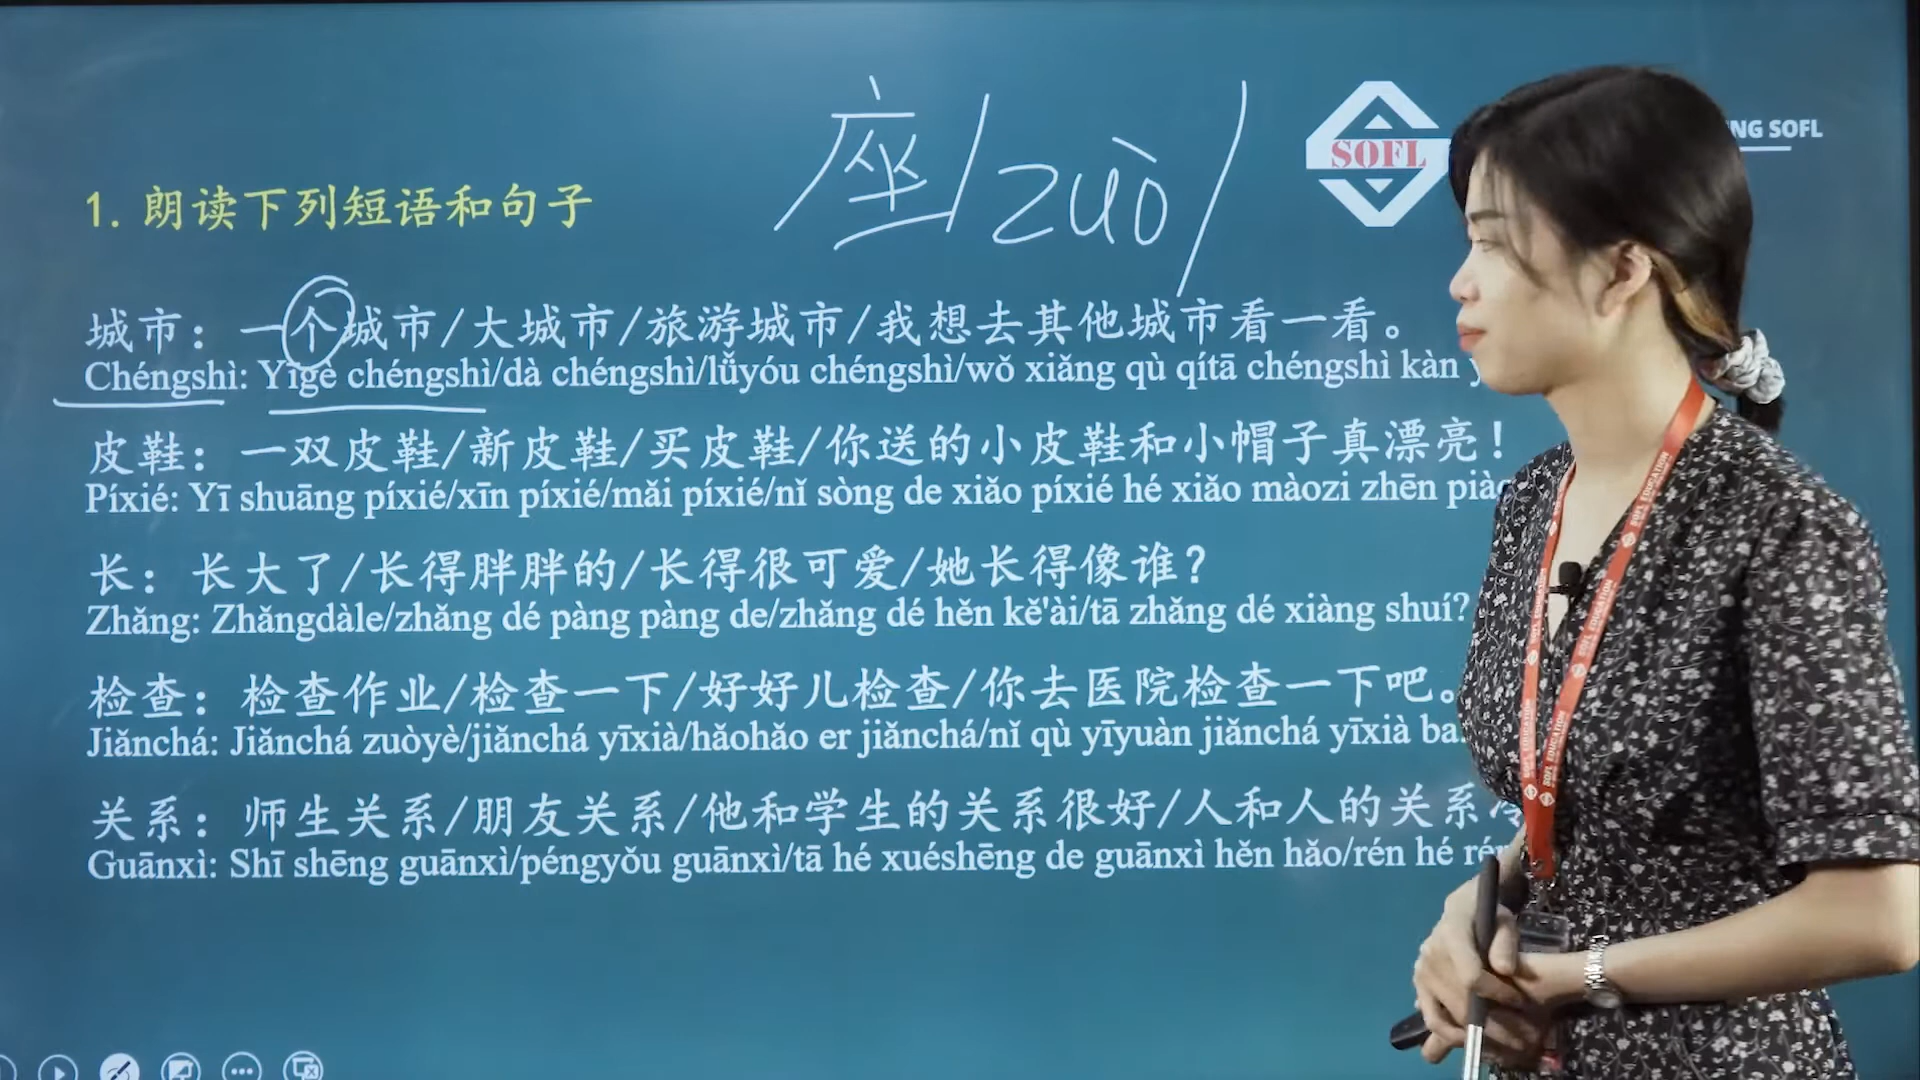 座/zuò/
SOFL
NG SOFL
1. 朗读下列短语和句子
城市：一个城市/大城市/旅游城市/我想去其他城市看一看。
Chéngshì: Yīgè chéngshì/dà chéngshì/lǚyóu chéngshì/wǒ xiǎng qù qítā chéngshì kàn
皮鞋：一双皮鞋/新皮鞋/买皮鞋/你送的小皮鞋和小帽子真漂亮！
Píxié: Yī shuāng píxié/xīn píxié/mǎi píxié/nǐ sòng de xiǎo píxié hé xiǎo màozi zhēn
长：长大了/长得胖胖的/长得很可爱/她长得像谁？
Zhǎng: Zhǎngdàle/zhǎng dé pàng pàng de/zhǎng dé hěn kě'ài/tā zhǎng dé xiàng shuí?
检查：检查作业/检查一下/好好儿检查/你去医院检查一下吧。
Jiǎnchá: Jiǎnchá zuòyè/jiǎnchá yīxià/hǎohǎo er jiǎnchá/nǐ qù yīyuàn jiǎnchá yīxià ba.
关系：师生关系/朋友关系/他和学生的关系很好/人和人的关系
Guānxì: Shī shēng guānxì/péngyǒu guānxì/tā hé xuéshēng de guānxì hěn hǎo/rén hé
SOFL EDUCATION
SOFL EDUCATION